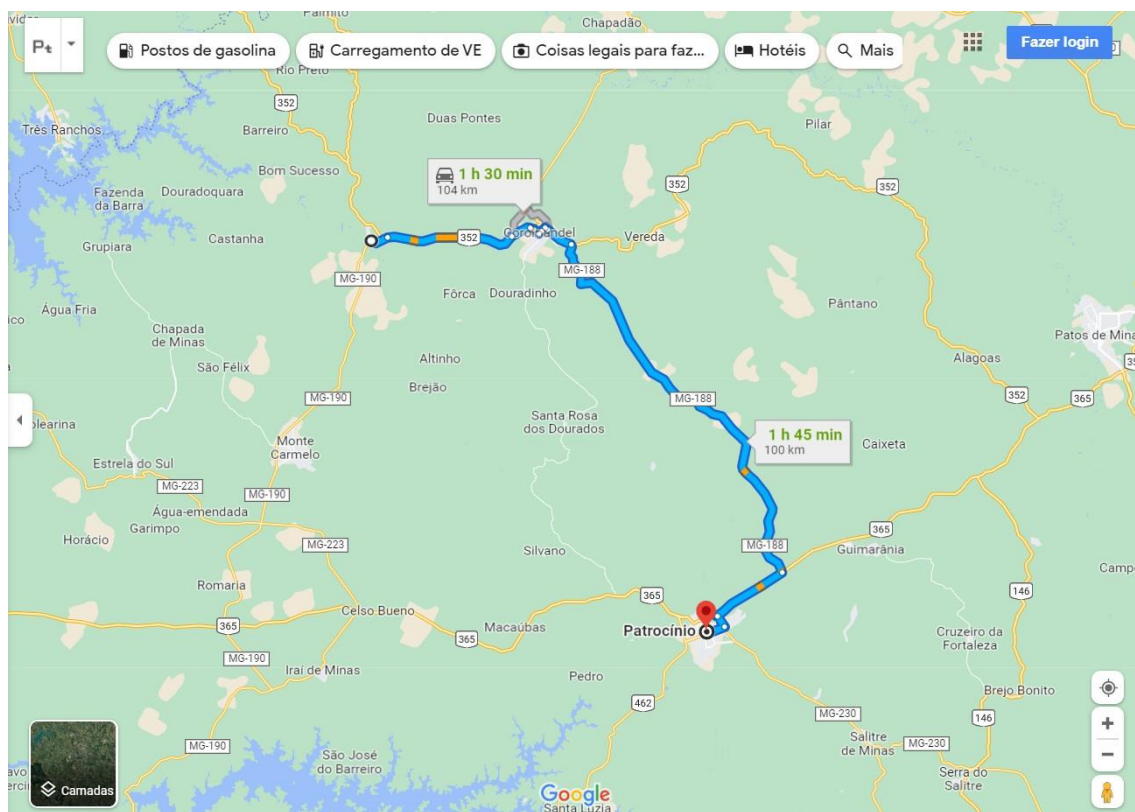 Palmito
Chapadão
Pt
Postos de gasolina
Carregamento de VE
Coisas legais para faz...
Hotéis
Mais
Fazer login
Rio Preto
352
Três Ranchos
Barreiro
Duas Pontes
Pilar
Bom Sucesso
1 h 30 min
104 km
352
352
Fazenda
da Barra
Douradoquara
Grupiara
Castanha
352
Vereda
MG-190
MG-188
Fôrca
Douradinho
Água Fria
Pântano
Chapada
de Minas
Patos de Mina
São Félix
Altinho
Alagoas
Brejão
MG-190
MG-188
352
365
Santa Rosa
dos Dourados
1 h 45 min
100 km
Caixeta
Monte
Carmelo
Estrela do Sul
MG-223
MG-190
Água-emendada
Garimpo
Horácio
MG-223
Silvano
MG-188
365
Guimarânia
Romaria
365
Camp
146
Celso Bueno
Macaúbas
Patrocínio
365
365
Cruzeiro da
Fortaleza
MG-190
Iraí de Minas
Pedro
Brejo Bonito
462
MG-230
146
MG-190
São José
do Barreiro
Salitre
de Minas
MG-230
Serra do
Salitre
Camadas
Google
Santa Luzia